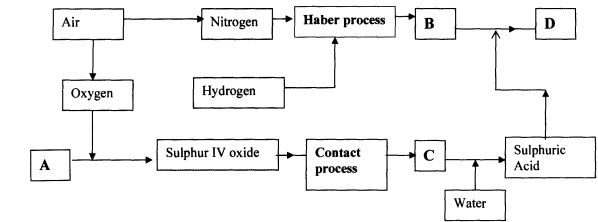 Air
Nitrogen
Haber process
B
D
Oxygen
Hydrogen
A
Sulphur IV oxide
Contact
process
C
Sulphuric
Acid
Water